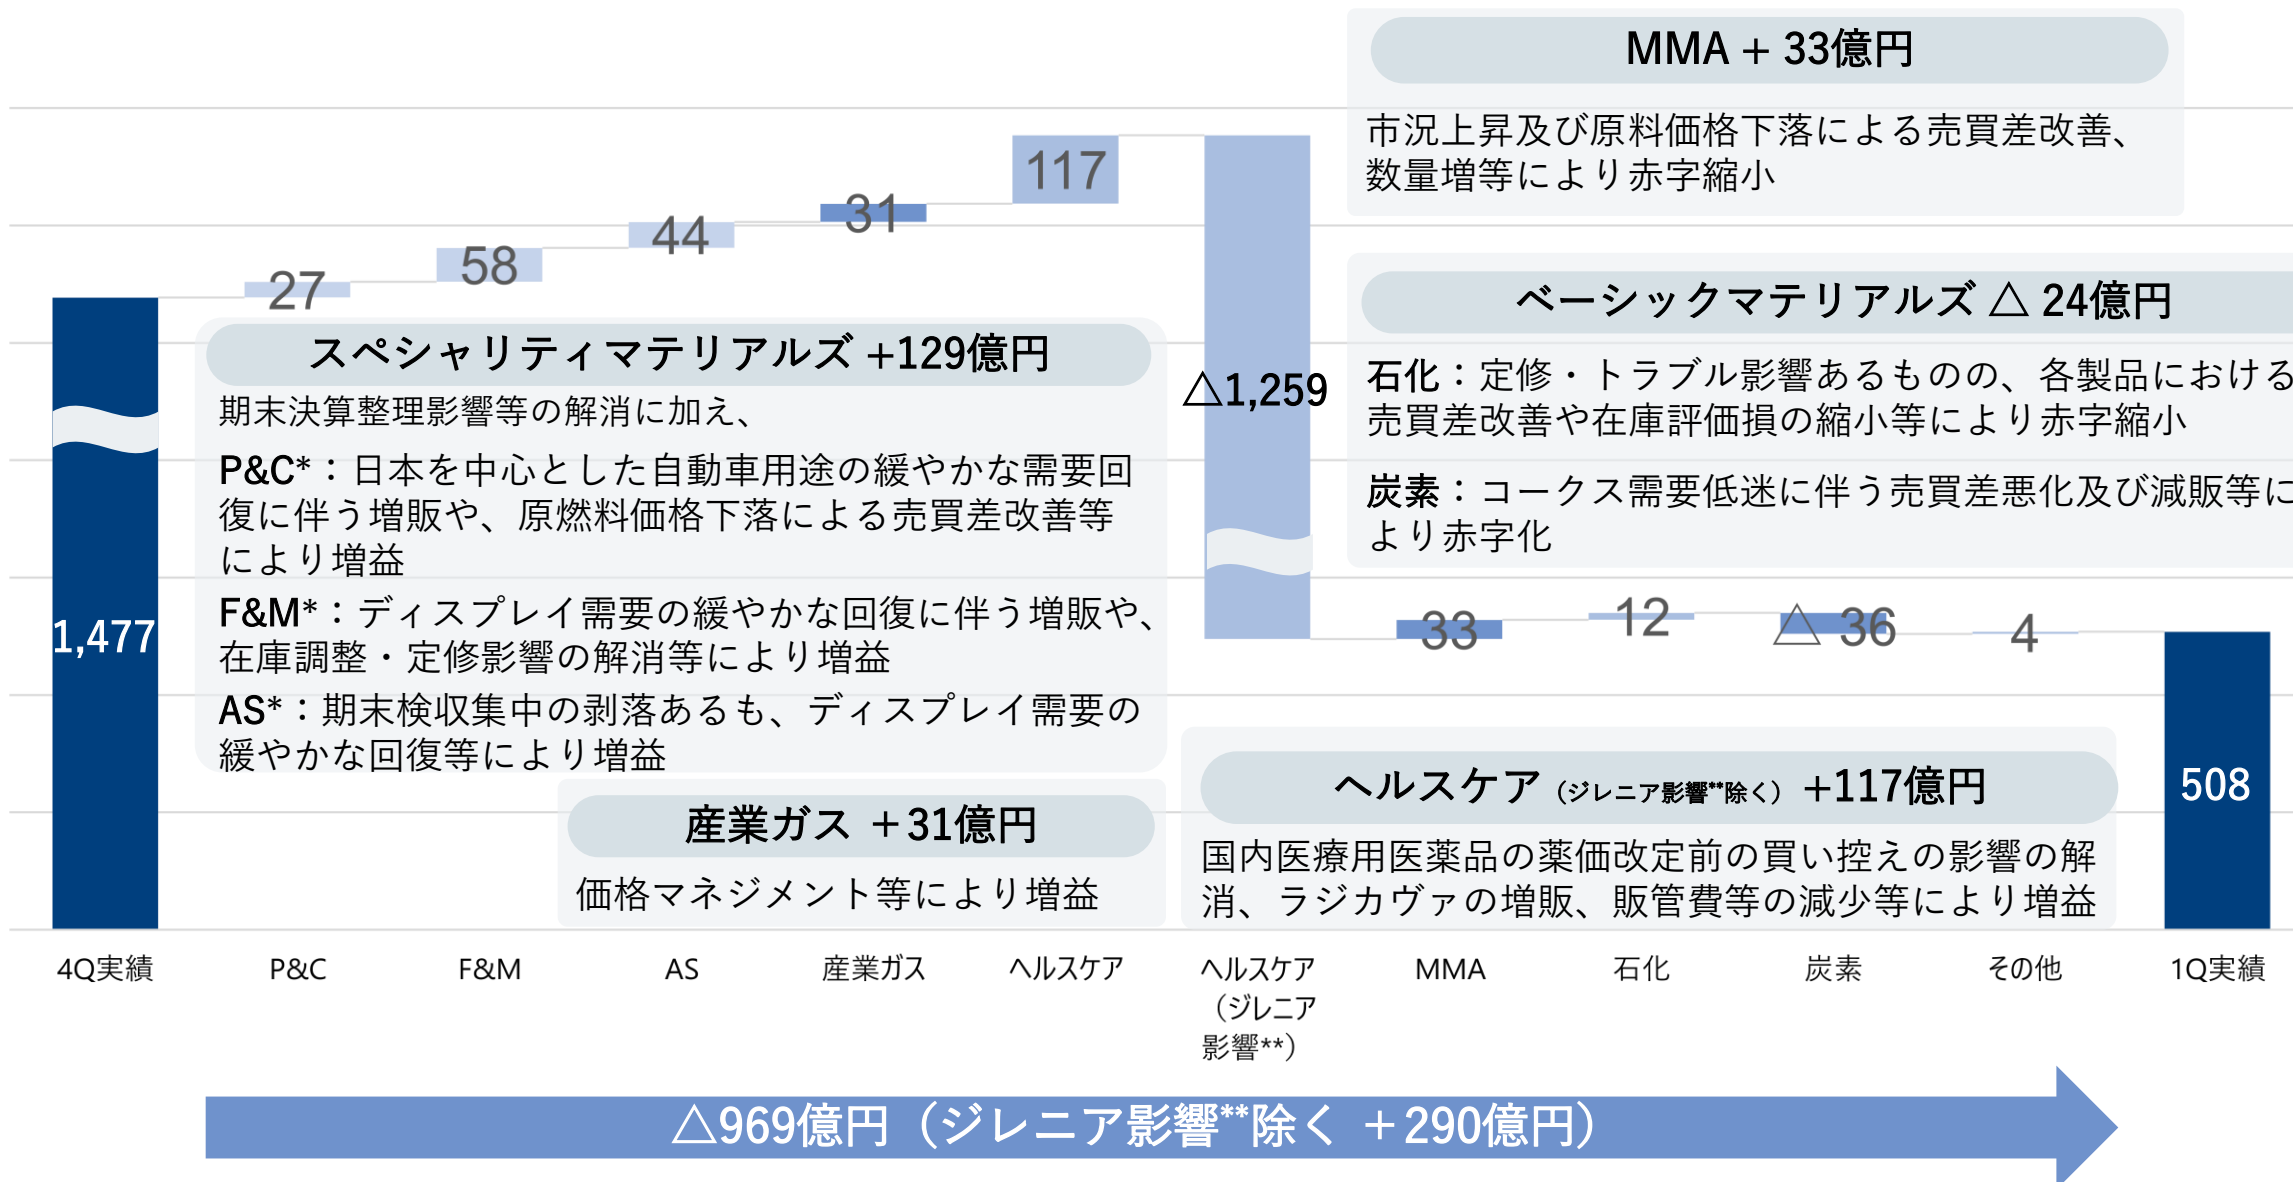 MMA + 33億円
市況上昇及び原料価格下落による売買差改善、
数量増等により赤字縮小
117
31
44
58
27
スペシャリティマテリアルズ +129億円
期末決算整理影響等の解消に加え、
P&C*：日本を中心とした自動車用途の緩やかな需要回
復に伴う増販や、原燃料価格下落による売買差改善等
により増益
F&M*：ディスプレイ需要の緩やかな回復に伴う増販や、
在庫調整・定修影響の解消等により増益
AS*：期末検収集中の剥落あるも、ディスプレイ需要の
緩やかな回復等により増益
1,477
△1,259
ベーシックマテリアルズ △ 24億円
石化：定修・トラブル影響あるものの、各製品における
売買差改善や在庫評価損の縮小等により赤字縮小
炭素：コークス需要低迷に伴う売買差悪化及び減販等に
より赤字化
33
12
△ 36
4
508
産業ガス ＋31億円
価格マネジメント等により増益
ヘルスケア（ジレニア影響**除く） +117億円
国内医療用医薬品の薬価改定前の買い控えの影響の解
消、ラジカヴァの増販、販管費等の減少等により増益
4Q実績
P&C
F&M
AS
産業ガス
ヘルスケア
ヘルスケア
（ジレニア
影響**）
MMA
石化
炭素
その他
1Q実績
△969億円（ジレニア影響**除く ＋290億円）